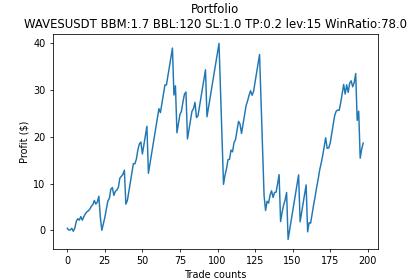 Portfolio
WAVESUSDT BBM:1.7 BBL:120 SL:1.0 TP:0.2 lev:15 WinRatio:78.0
40
30
20
10
0
Profit ($)
0 25 50 75 100 125 150 175 200
Trade counts